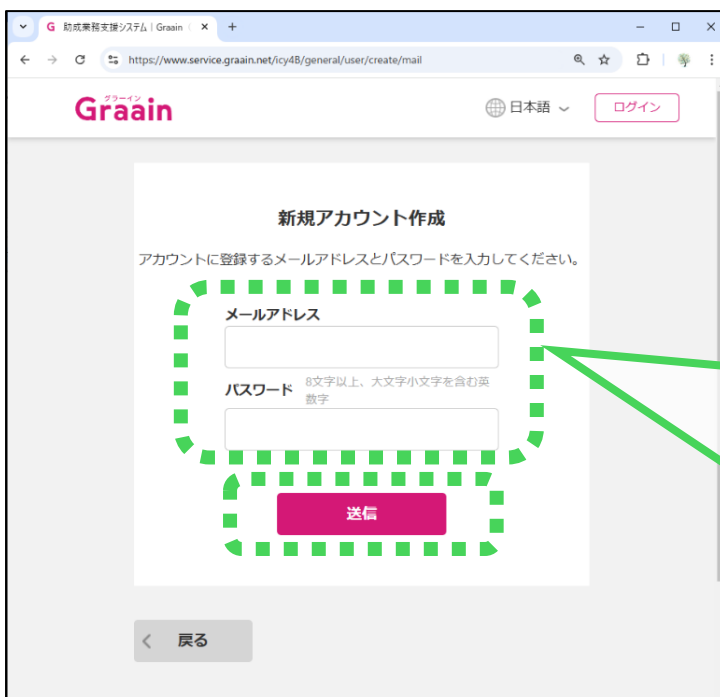 G 助成業務支援システム | Graain (
https://www.service.graain.net/icy4B/general/user/create/mail
グラーイン
Graain
日本語
ログイン
新規アカウント作成
アカウントに登録するメールアドレスとパスワードを入力してください。
メールアドレス
パスワード 8文字以上、大文字小文字を含む英
数字
送信
戻る